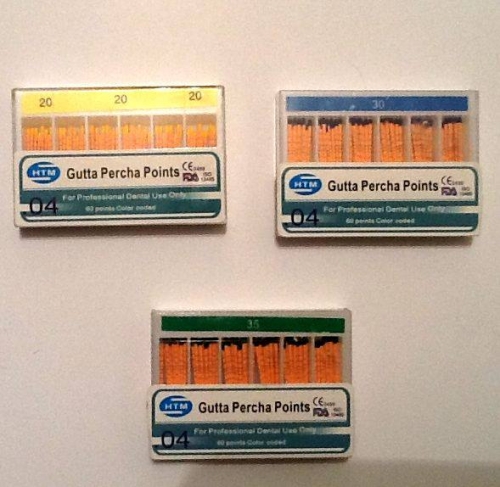 20 20 20
HTM Gutta Percha Points CE FDA ISO
04 For Professional Dental Use Only
60 points Color coded
30
HTM Gutta Percha Points CE FDA ISO
04 For Professional Dental Use Only
60 points Color coded
35
HTM Gutta Percha Points CE FDA ISO
04 For Professional Dental Use Only
60 points Color coded